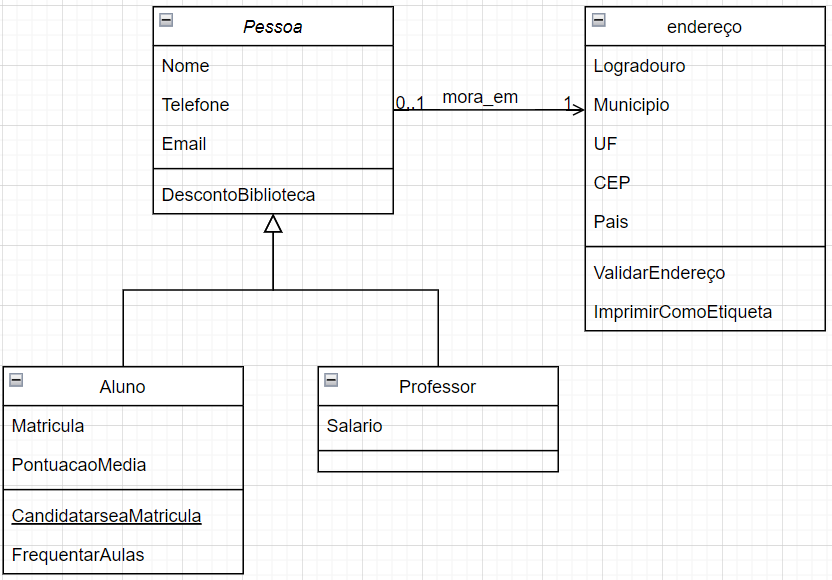 Pessoa
Nome
Telefone
Email
DescontoBiblioteca
0..1 mora_em 1
endereço
Logradouro
Municipio
UF
CEP
Pais
ValidarEndereço
ImprimirComoEtiqueta
Aluno
Matricula
PontuacaoMedia
CandidatarseaMatricula
FrequentarAulas
Professor
Salario